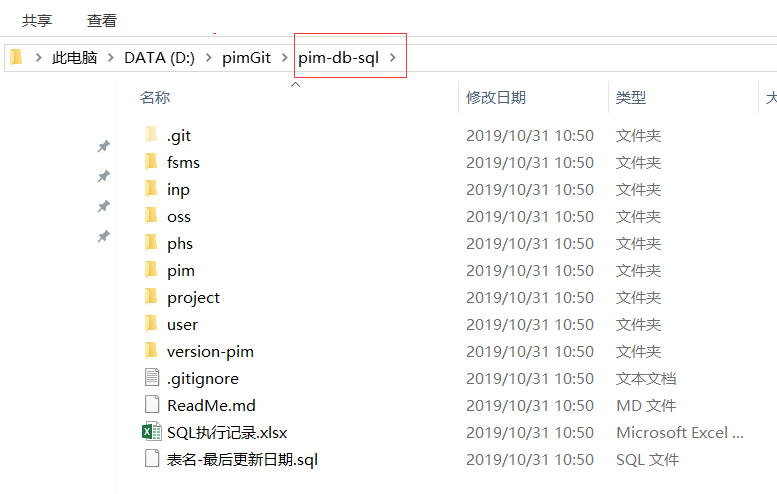 共享 查看
此电脑 > DATA (D:) > pimGit > pim-db-sql >
名称 修改日期 类型 大
.git 2019/10/31 10:50 文件夹
fsms 2019/10/31 10:50 文件夹
inp 2019/10/31 10:50 文件夹
oss 2019/10/31 10:50 文件夹
phs 2019/10/31 10:50 文件夹
pim 2019/10/31 10:50 文件夹
project 2019/10/31 10:50 文件夹
user 2019/10/31 10:50 文件夹
version-pim 2019/10/31 10:50 文件夹
.gitignore 2019/10/31 10:50 文本文档
ReadMe.md 2019/10/31 10:50 MD 文件
SQL执行记录.xlsx 2019/10/31 10:50 Microsoft Excel ...
表名-最后更新日期.sql 2019/10/31 10:50 SQL 文件